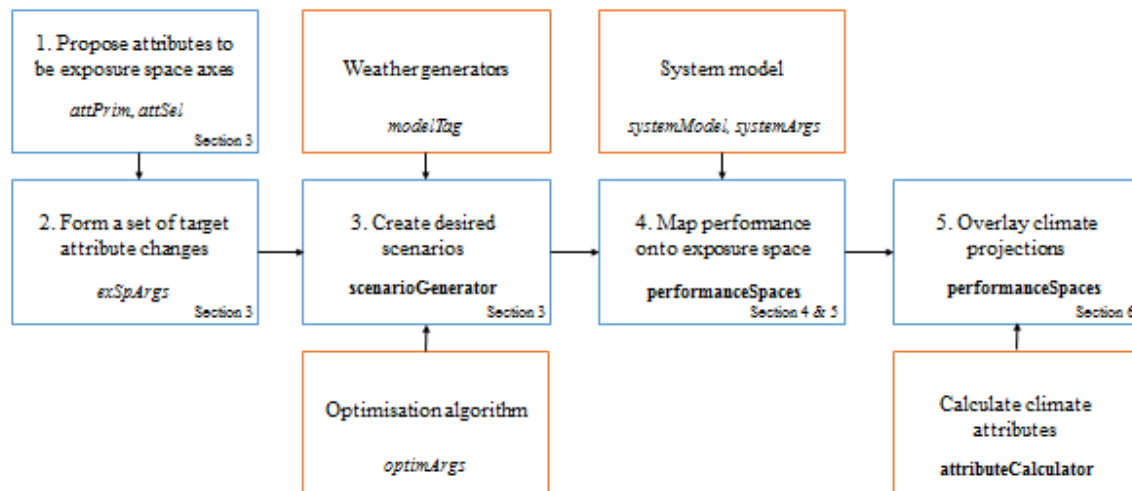 1. Propose attributes to
be exposure space axes
attPrim, attSel
Section 3
Weather generators
modelTag
System model
systemModel, systemArgs
2. Form a set of target
attribute changes
exSpArgs
Section 3
3. Create desired
scenarios
scenarioGenerator
Section 3
4. Map performance
onto exposure space
performanceSpaces
Section 4 & 5
5. Overlay climate
projections
performanceSpaces
Section 6
Optimisation algorithm
optimArgs
Calculate climate
attributes
attributeCalculator